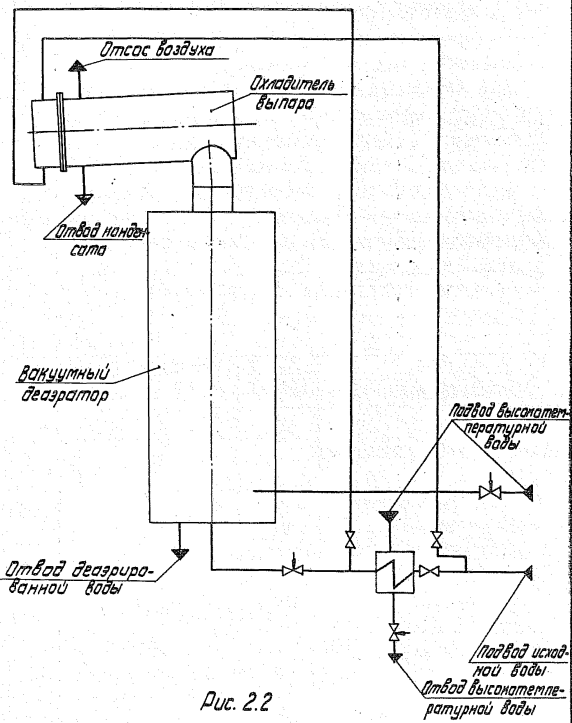 Отсос воздуха
Охладитель
выпара
Отвод конден-
сата
Вакуумный
деаэратор
Подвод высокотем-
пературной
воды
Отвод деаэриро-
ванной воды
Подвод исход-
ной воды
Отвод высокотемпе-
ратурной воды
Рис. 2.2